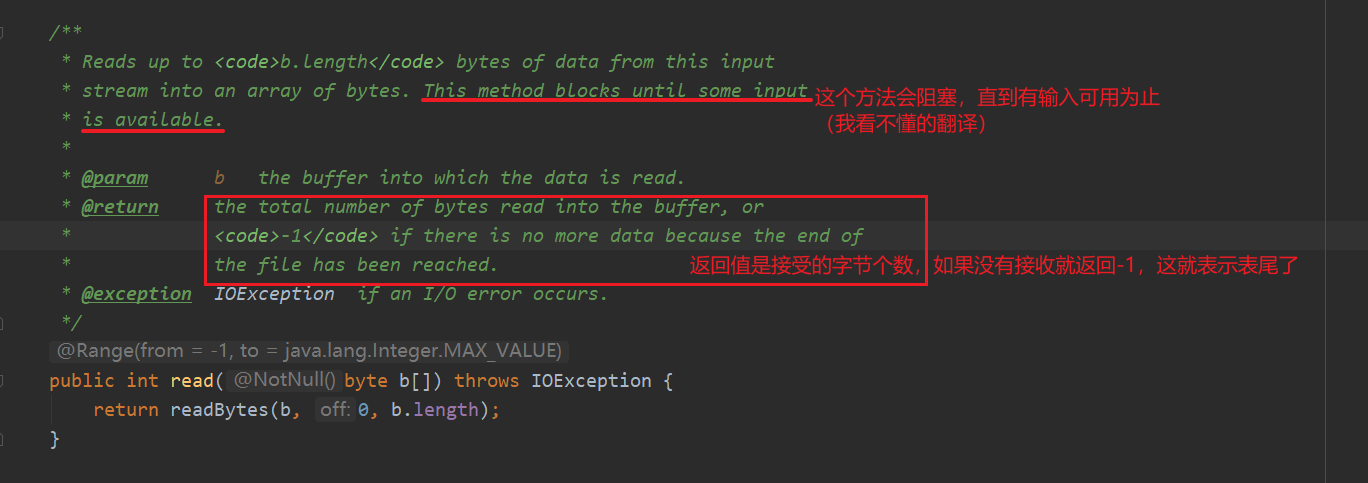 /**
* Reads up to <code>b.length</code> bytes of data from this input
* stream into an array of bytes. This method blocks until some input
这个方法会阻塞，直到有输入可用为止
* is available.
（我看不懂的翻译）
*
* @param b the buffer into which the data is read.
* @return the total number of bytes read into the buffer, or
* <code>-1</code> if there is no more data because the end of
* the file has been reached.
返回值是接受的字节个数，如果没有接收就返回-1，这就表示表尾了
* @exception IOException if an I/O error occurs.
*/
@Range(from = -1, to = java.lang.Integer.MAX_VALUE)
public int read( @NotNull() byte b[]) throws IOException {
return readBytes(b, off: 0, b.length);
}